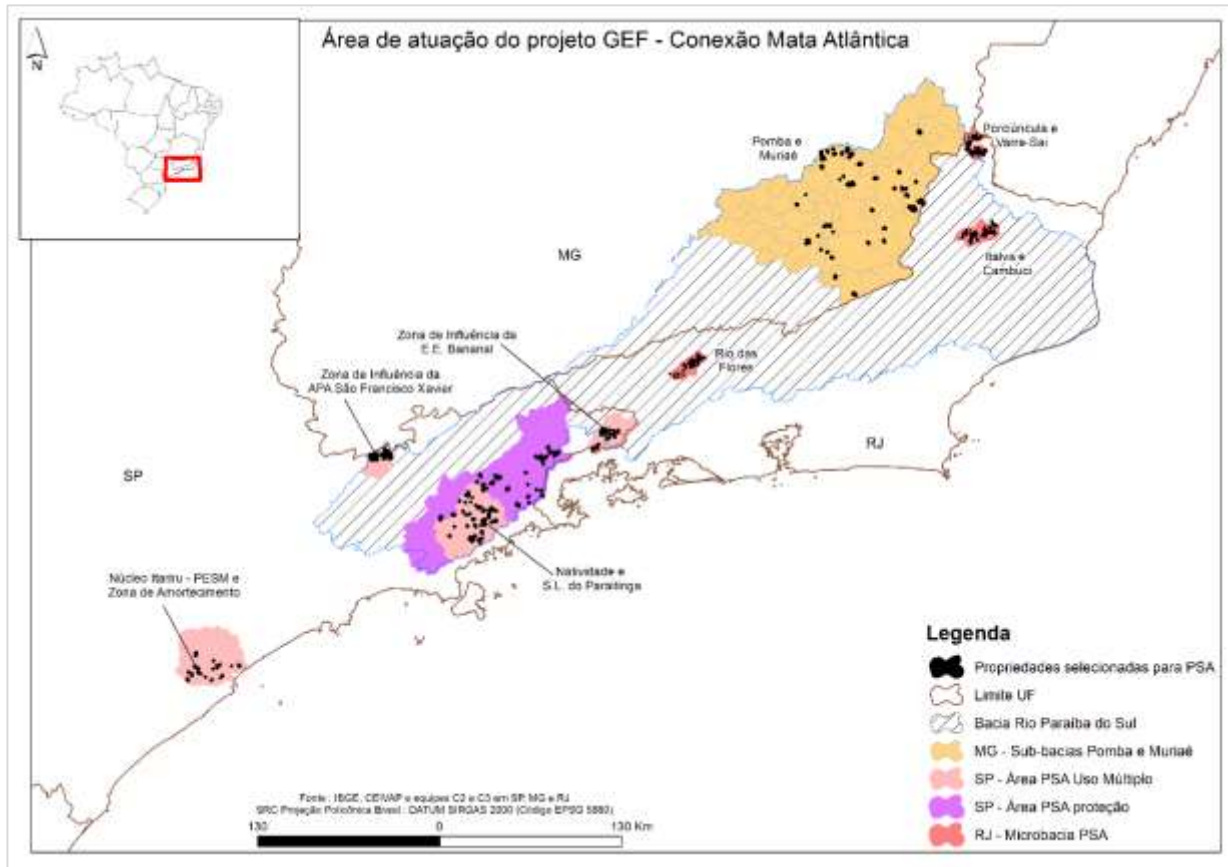 Área de atuação do projeto GEF - Conexão Mata Atlântica
N
Pomba e
Muriaé
Porciúncula e
Varre-Sai
MG
Italva e
Cambuci
Zona de Influência da
E.E. Bananal
Rio das
Flores
Zona de Influência da
APA São Francisco Xavier
RJ
SP
Natividade e
S.L. do Paraitinga
Núcleo Itariru - PESM e
Zona de Amortecimento
Legenda
Propriedades selecionadas para PSA
Limite UF
Bacia Rio Paraíba do Sul
MG - Sub-bacias Pomba e Muriaé
SP - Área PSA Uso Múltiplo
SP - Área PSA proteção
RJ - Microbacia PSA
Fonte: IBGE, CEIVAP e equipes C2 e C3 em SP, MG e RJ
SRC Projeção Policônica Brasil: DATUM SIRGAS 2000 (Código EPSG 5880)
130 0 130 Km